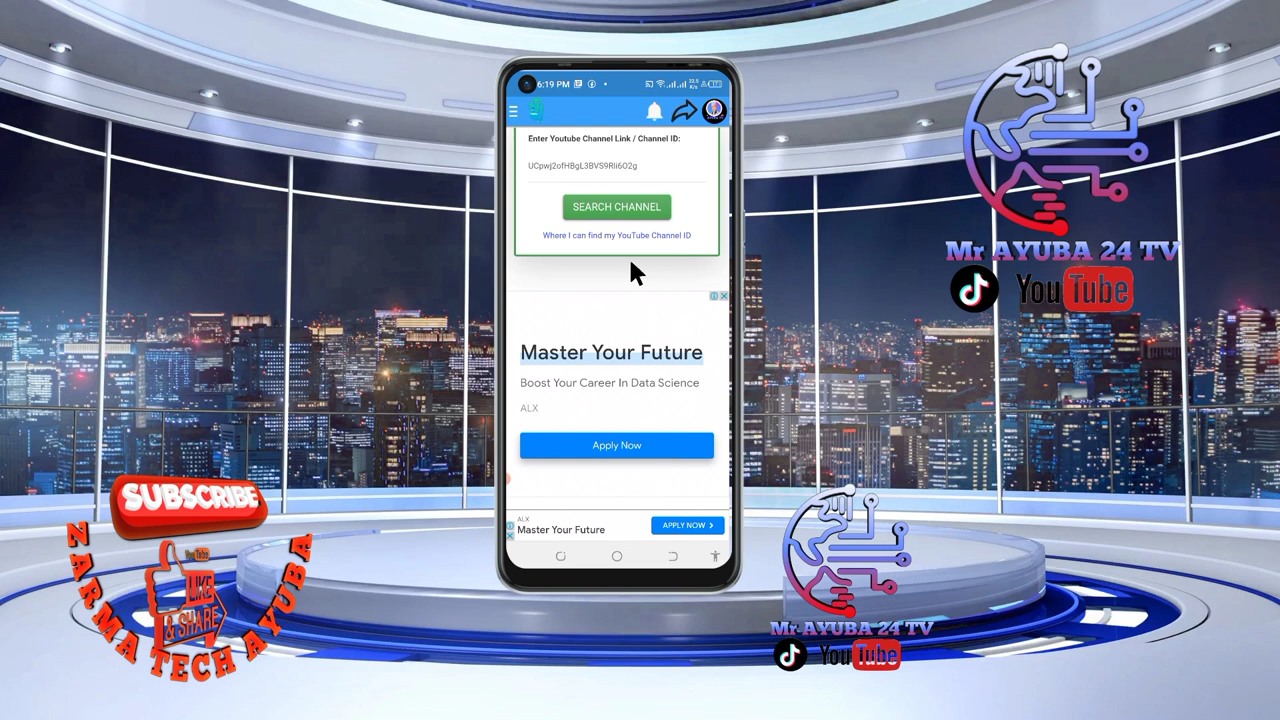 6:19 PM
Enter Youtube Channel Link / Channel ID:
UCpwj2ofHBgL3BVS9RIi6O2g
SEARCH CHANNEL
Where I can find my YouTube Channel ID
Master Your Future
Boost Your Career In Data Science
ALX
Apply Now
ALX
Master Your Future
APPLY NOW
Mr AYUBA 24 TV
YouTube
SUBSCRIBE
YouTube
LIKE
& SHARE
ZARMA TECH AYUBA
Mr AYUBA 24 TV
YouTube